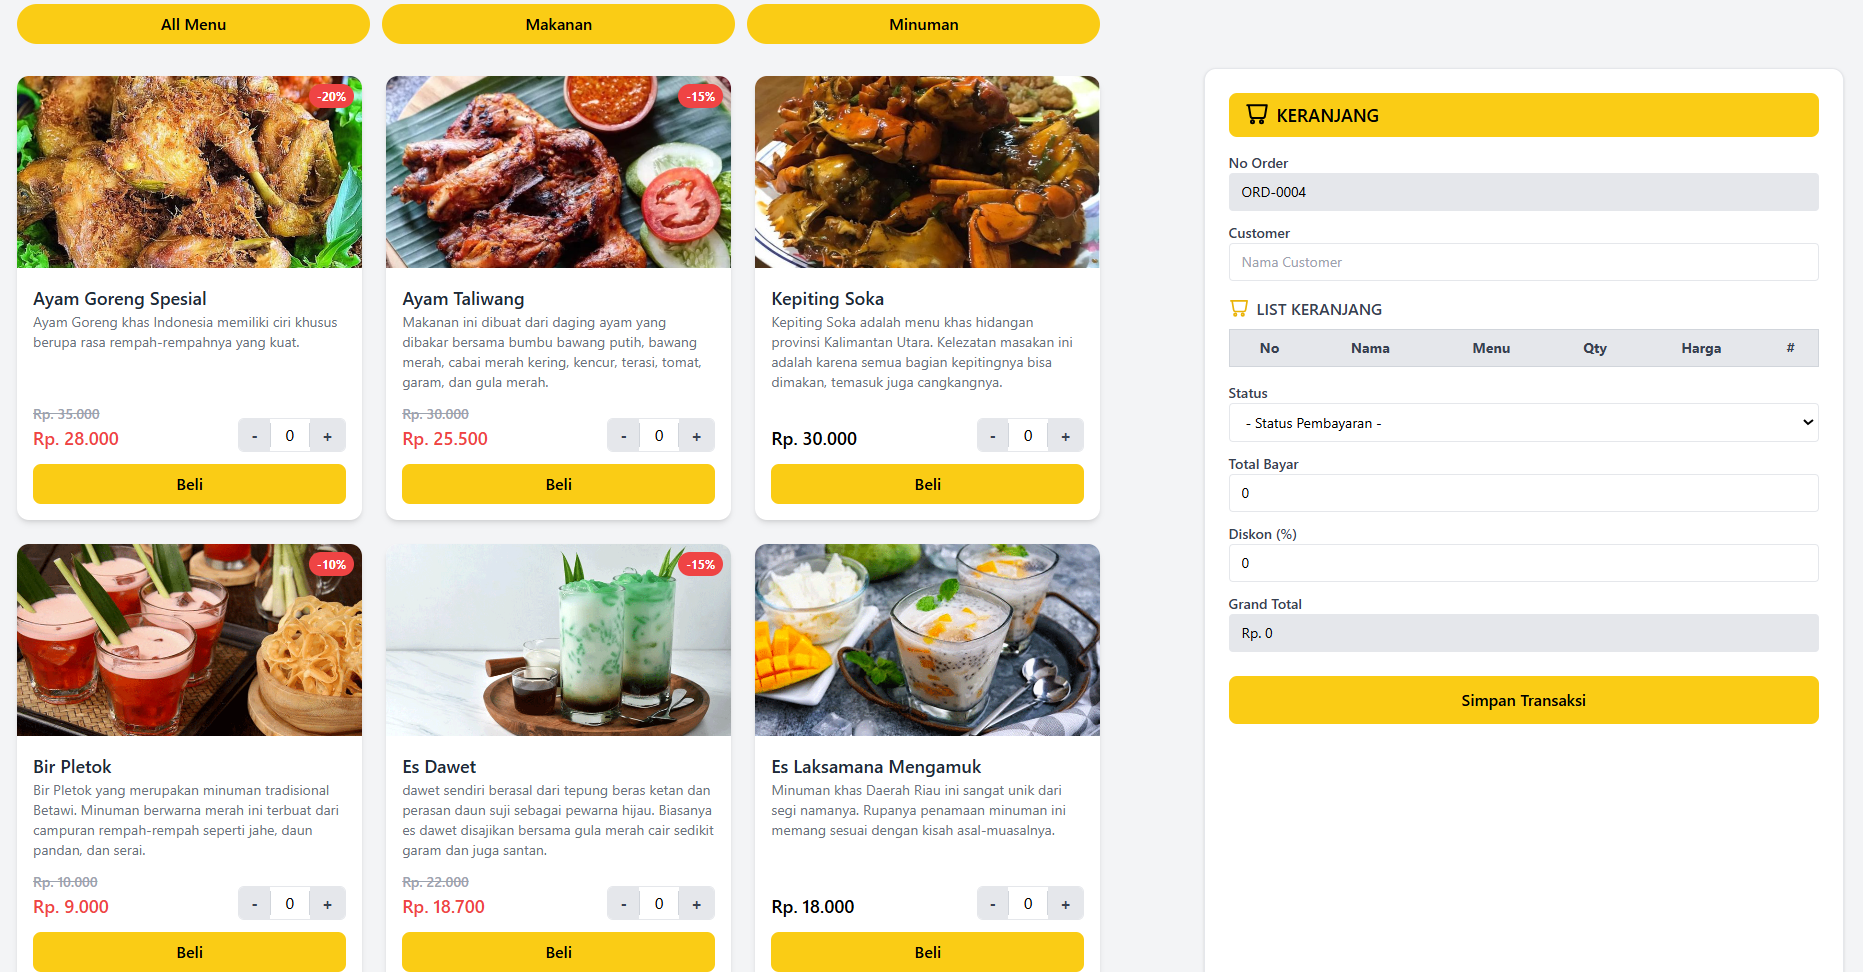 All Menu
Makanan
Minuman
-20%
Ayam Goreng Spesial
Ayam Goreng khas Indonesia memiliki ciri khusus
berupa rasa rempah-rempahnya yang kuat.
Rp. 35.000
Rp. 28.000
- 0 +
Beli
-15%
Ayam Taliwang
Makanan ini dibuat dari daging ayam yang
dibakar bersama bumbu bawang putih, bawang
merah, cabai merah kering, kencur, terasi, tomat,
garam, dan gula merah.
Rp. 30.000
Rp. 25.500
- 0 +
Beli
Kepiting Soka
Kepiting Soka adalah menu khas hidangan
provinsi Kalimantan Utara. Kelezatan masakan ini
adalah karena semua bagian kepitingnya bisa
dimakan, temasuk juga cangkangnya.
Rp. 30.000
- 0 +
Beli
-10%
Bir Pletok
Bir Pletok yang merupakan minuman tradisional
Betawi. Minuman berwarna merah ini terbuat dari
campuran rempah-rempah seperti jahe, daun
pandan, dan serai.
Rp. 10.000
Rp. 9.000
- 0 +
Beli
-15%
Es Dawet
dawet sendiri berasal dari tepung beras ketan dan
perasan daun suji sebagai pewarna hijau. Biasanya
es dawet disajikan bersama gula merah cair sedikit
garam dan juga santan.
Rp. 22.000
Rp. 18.700
- 0 +
Beli
Es Laksamana Mengamuk
Minuman khas Daerah Riau ini sangat unik dari
segi namanya. Rupanya penamaan minuman ini
memang sesuai dengan kisah asal-muasalnya.
Rp. 18.000
- 0 +
Beli
KERANJANG
No Order
ORD-0004
Customer
Nama Customer
LIST KERANJANG
No Nama Menu Qty Harga #
Status
- Status Pembayaran -
Total Bayar
0
Diskon (%)
0
Grand Total
Rp. 0
Simpan Transaksi